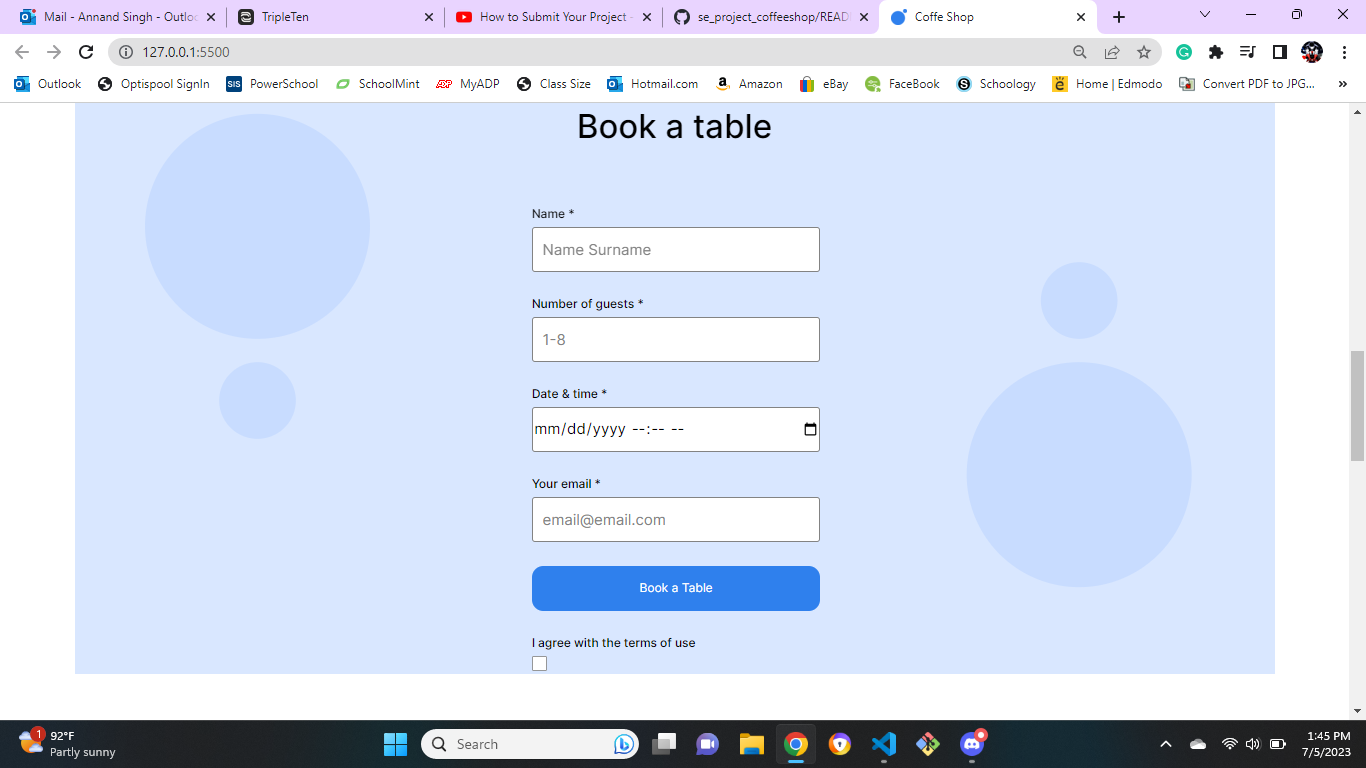 Mail - Annand Singh - Outlo
TripleTen
How to Submit Your Project -
se_project_coffeeshop/READ
Coffe Shop
127.0.0.1:5500
Outlook
Optispool SignIn
SIS PowerSchool
SchoolMint
ADP MyADP
Class Size
Hotmail.com
Amazon
eBay
FaceBook
S Schoology
e Home | Edmodo
Convert PDF to JPG...
Book a table
Name *
Name Surname
Number of guests *
1-8
Date & time *
mm/dd/yyyy --:-- --
Your email *
email@email.com
Book a Table
I agree with the terms of use
1
92°F
Partly sunny
Search
1:45 PM
7/5/2023